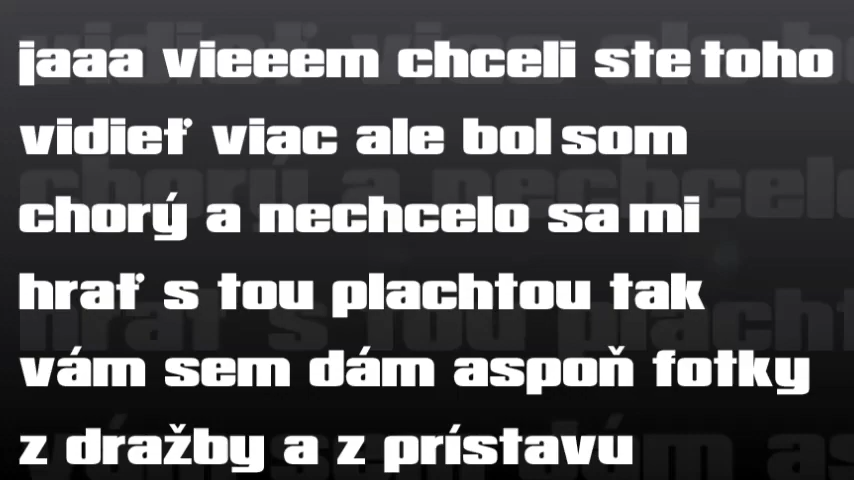 jaaa vieeem chceli ste toho
vidieť viac ale bol som
chorý a nechcelo sa mi
hrať s tou plachtou tak
vám sem dám aspoň fotky
z dražby a z prístavu